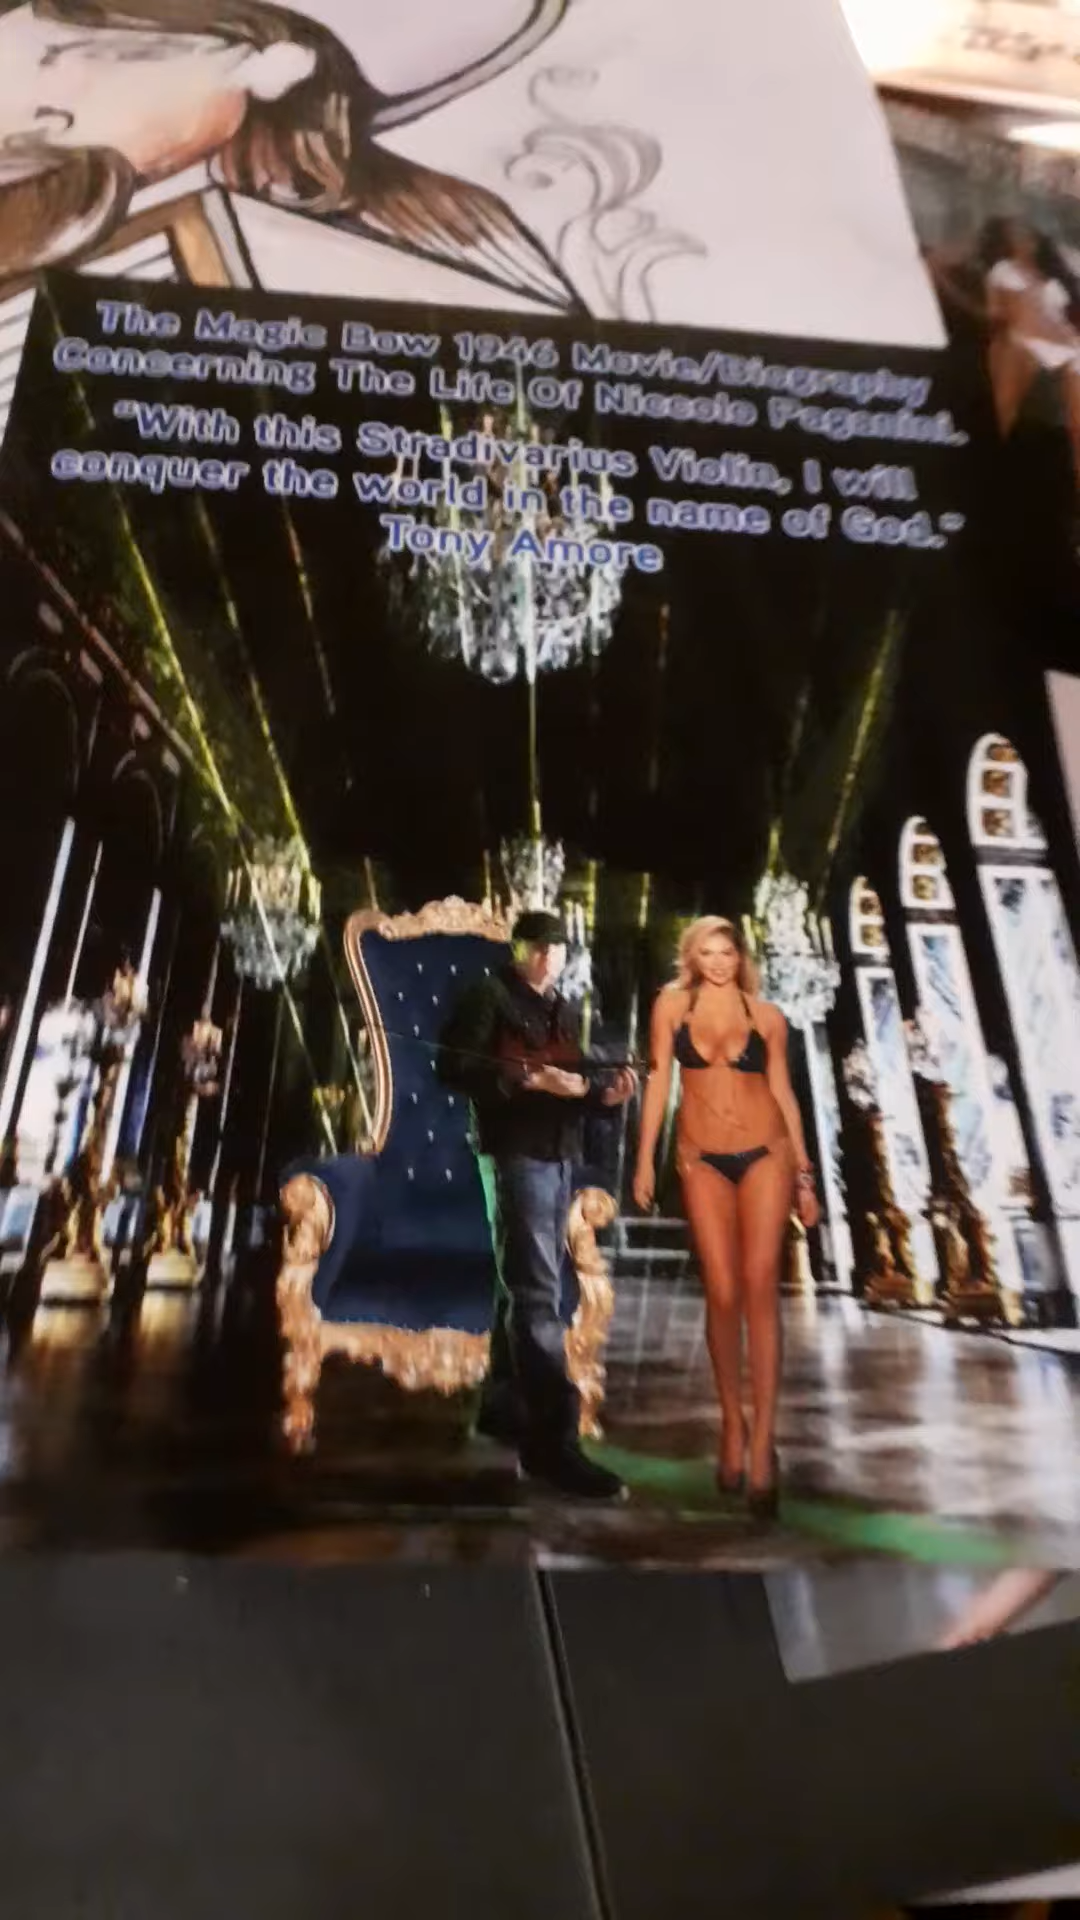 The Magic Bow 1946 Movie/Biography
Concerning The Life Of Niccolo Paganini.
"With this Stradivarius Violin, I will
conquer the world in the name of God."
Tony Amore